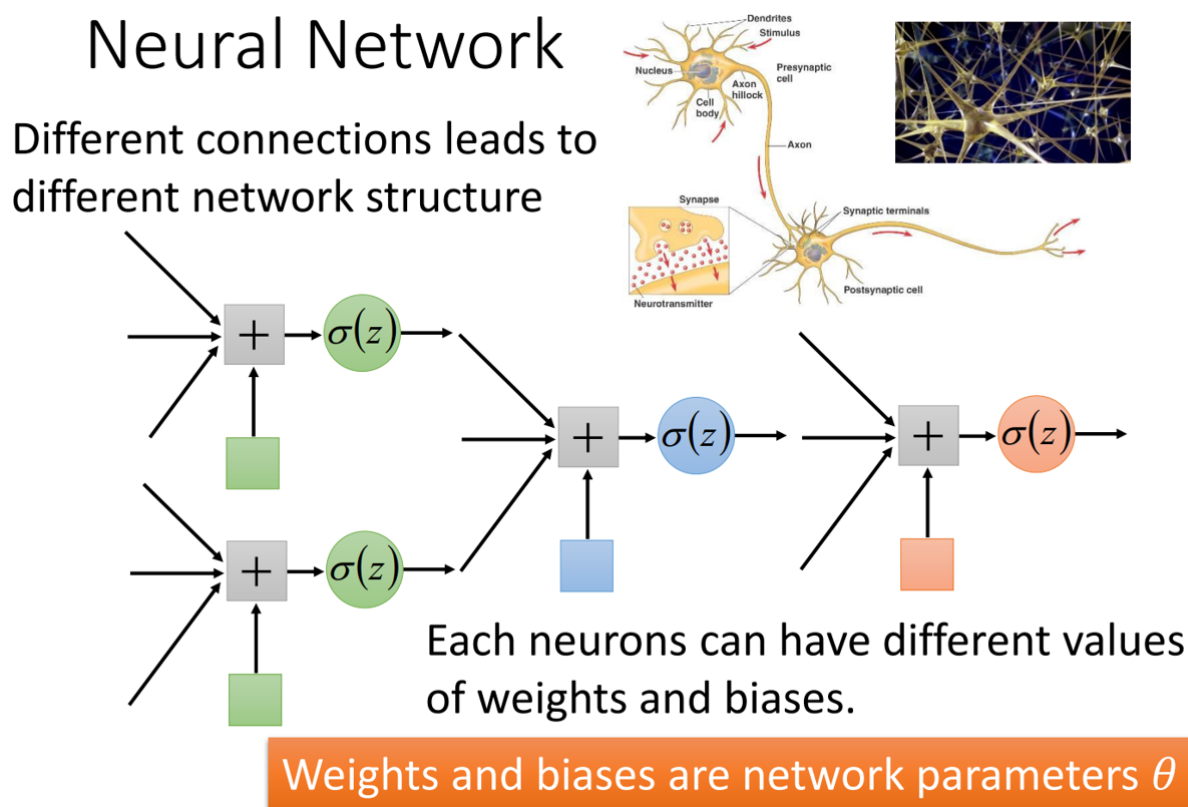 Neural Network
Different connections leads to
different network structure
Dendrites
Stimulus
Nucleus
Presynaptic
cell
Axon
hillock
Cell
body
Axon
Synapse
Synaptic terminals
Neurotransmitter
Postsynaptic cell
+
σ(z)
+
σ(z)
+
σ(z)
+
σ(z)
Each neurons can have different values
of weights and biases.
Weights and biases are network parameters θ